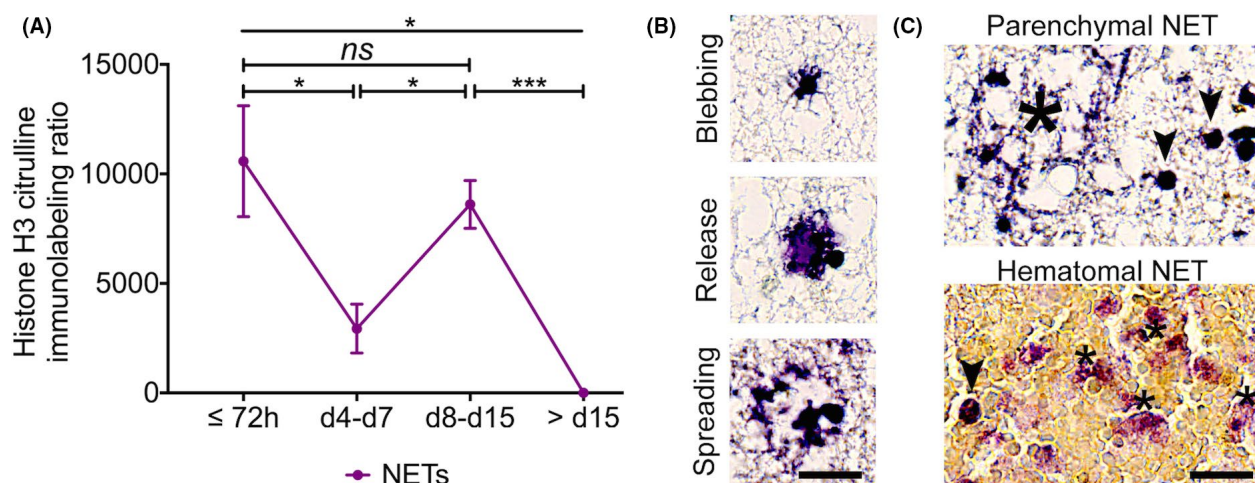 (A)
*
ns
* * ***
15000
10000
5000
0
Histone H3 citrulline
immunolabeling ratio
≤ 72h d4-d7 d8-d15 > d15
NETs
(B)
Blebbing
Release
Spreading
(C)
Parenchymal NET
*
Hematomal NET
* * * *